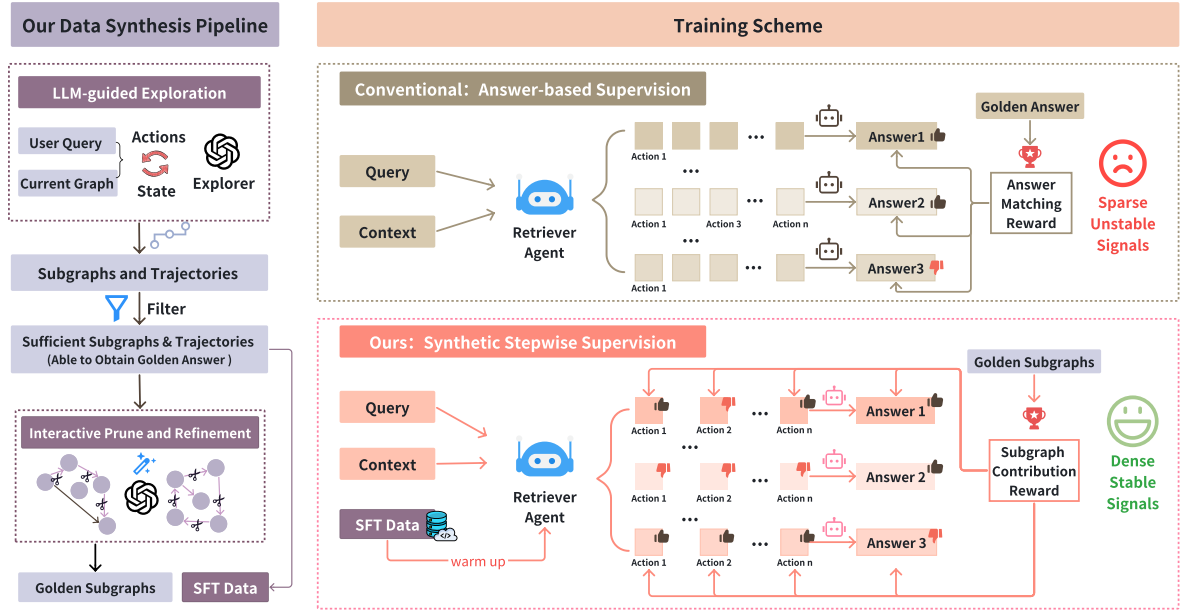 Our Data Synthesis Pipeline
LLM-guided Exploration
User Query
Current Graph
Actions
State
Explorer
Subgraphs and Trajectories
Filter
Sufficient Subgraphs & Trajectories
(Able to Obtain Golden Answer )
Interactive Prune and Refinement
Golden Subgraphs
SFT Data
Training Scheme
Conventional：Answer-based Supervision
Query
Context
Retriever
Agent
Action 1
...
Answer1
...
Action 1
Action 3
...
Action n
Answer2
...
Action 1
...
Answer3
Golden Answer
Answer
Matching
Reward
Sparse
Unstable
Signals
Ours：Synthetic Stepwise Supervision
Query
Context
SFT Data
</>
warm up
Retriever
Agent
Action 1
Action 2
...
Action n
Answer 1
...
Action 1
Action 2
...
Action n
Answer 2
...
Action 1
Action 2
...
Action n
Answer 3
Golden Subgraphs
Subgraph
Contribution
Reward
Dense
Stable
Signals